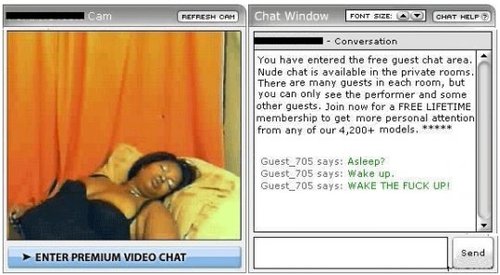 Cam
REFRESH CAM
ENTER PREMIUM VIDEO CHAT
Chat Window
FONT SIZE:
CHAT HELP ?
- Conversation
You have entered the free guest chat area.
Nude chat is available in the private rooms.
There are many guests in each room, but
you can only see the performer and some
other guests. Join now for a FREE LIFETIME
membership to get more personal attention
from any of our 4,200+ models. *****
Guest_705 says: Asleep?
Guest_705 says: Wake up.
Guest_705 says: WAKE THE FUCK UP!
Send